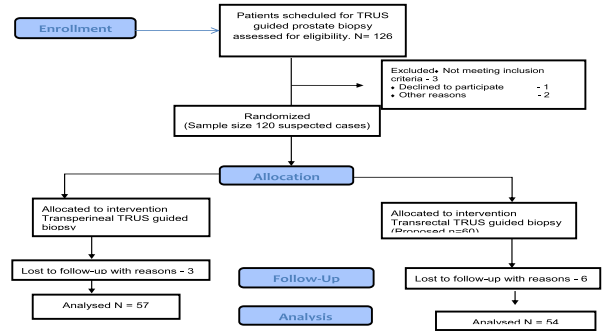 Enrollment
Patients scheduled for TRUS
guided prostate biopsy
assessed for eligibility. N= 126
Excluded• Not meeting inclusion
criteria - 3
• Declined to participate - 1
• Other reasons - 2
Randomized
(Sample size 120 suspected cases)
Allocation
Allocated to intervention
Transperineal TRUS guided
biopsy
Allocated to intervention
Transrectal TRUS guided biopsy
(Proposed n=60)
Lost to follow-up with reasons - 3
Follow-Up
Lost to follow-up with reasons - 6
Analysed N = 57
Analysis
Analysed N = 54